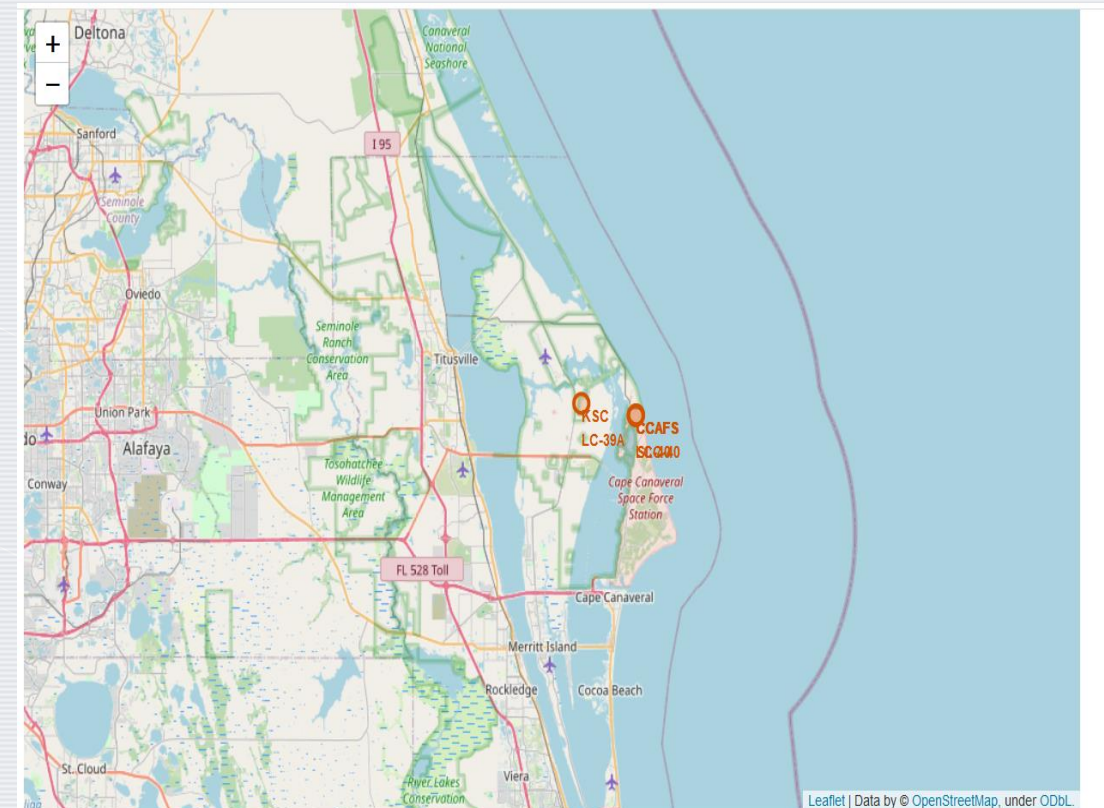 +
−
Deltona
Canaveral
National
Seashore
Sanford
I 95
Seminole
County
Oviedo
Seminole
Ranch
Conservation
Area
Titusville
Union Park
KSC
LC-39A
CCAFS
Alafaya
Conway
Tosohatchee
Wildlife
Management
Area
Cape Canaveral
Space Force
Station
FL 528 Toll
Cape Canaveral
Merritt Island
Rockledge
Cocoa Beach
St. Cloud
Viera
River Lakes
Conservation
Leaflet | Data by © OpenStreetMap, under ODbL.